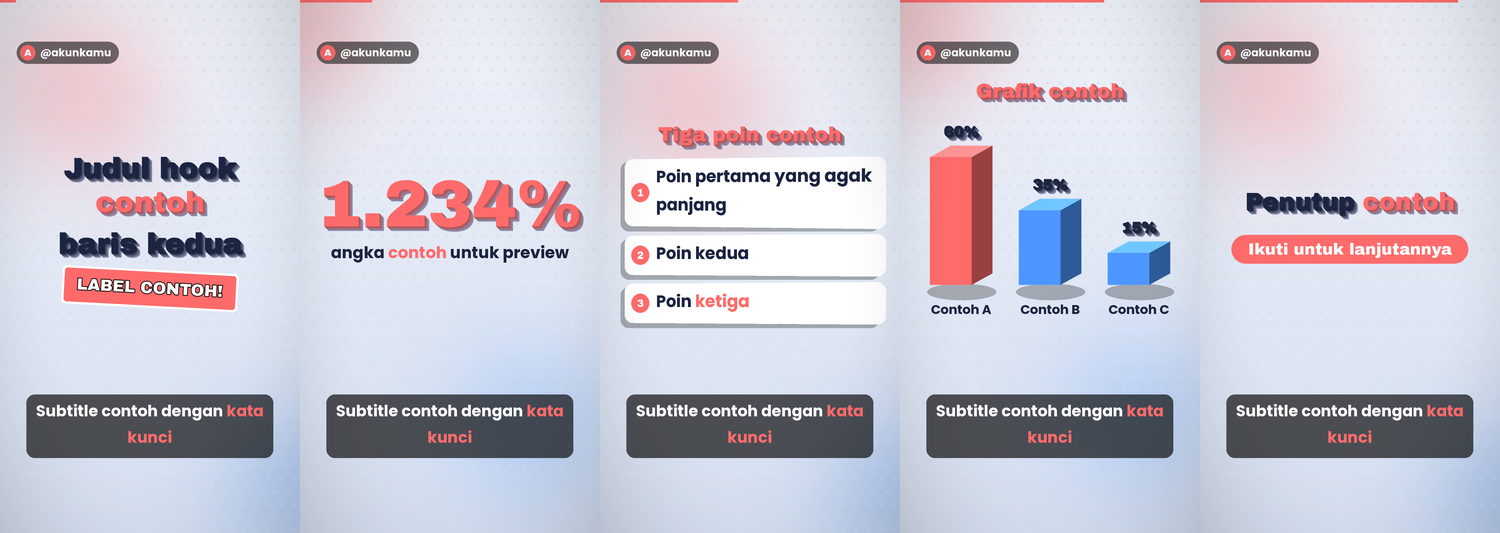 A @akunkamu
Judul hook
contoh
baris kedua
LABEL CONTOH!
Subtitle contoh dengan kata
kunci
A @akunkamu
1.234%
angka contoh untuk preview
Subtitle contoh dengan kata
kunci
A @akunkamu
Tiga poin contoh
1 Poin pertama yang agak
panjang
2 Poin kedua
3 Poin ketiga
Subtitle contoh dengan kata
kunci
A @akunkamu
Grafik contoh
60%
35%
15%
Contoh A
Contoh B
Contoh C
Subtitle contoh dengan kata
kunci
A @akunkamu
Penutup contoh
Ikuti untuk lanjutannya
Subtitle contoh dengan kata
kunci